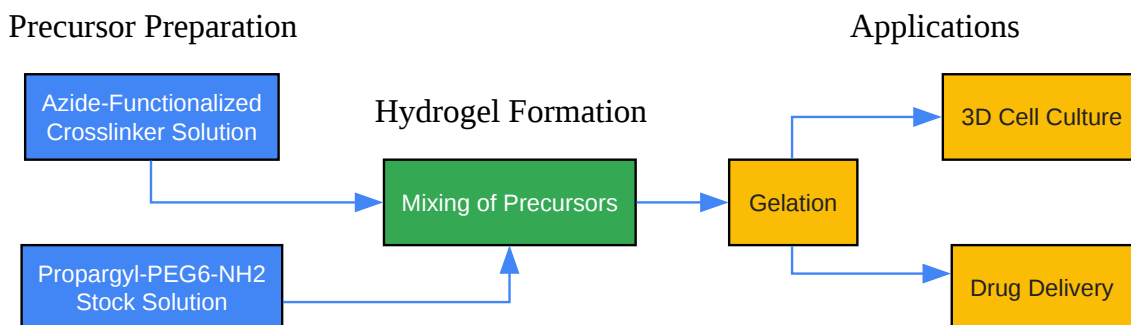 Precursor Preparation
Applications
Azide-Functionalized
Crosslinker Solution
Hydrogel Formation
3D Cell Culture
Mixing of Precursors
Gelation
Propargyl-PEG6-NH2
Stock Solution
Drug Delivery